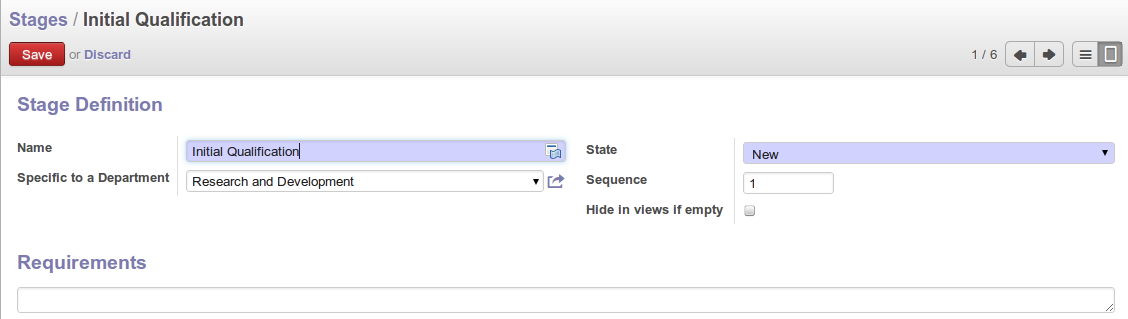 Stages / Initial Qualification
Save or Discard
1 / 6
Stage Definition
Name
Initial Qualification
Specific to a Department
Research and Development
State
New
Sequence
1
Hide in views if empty
Requirements